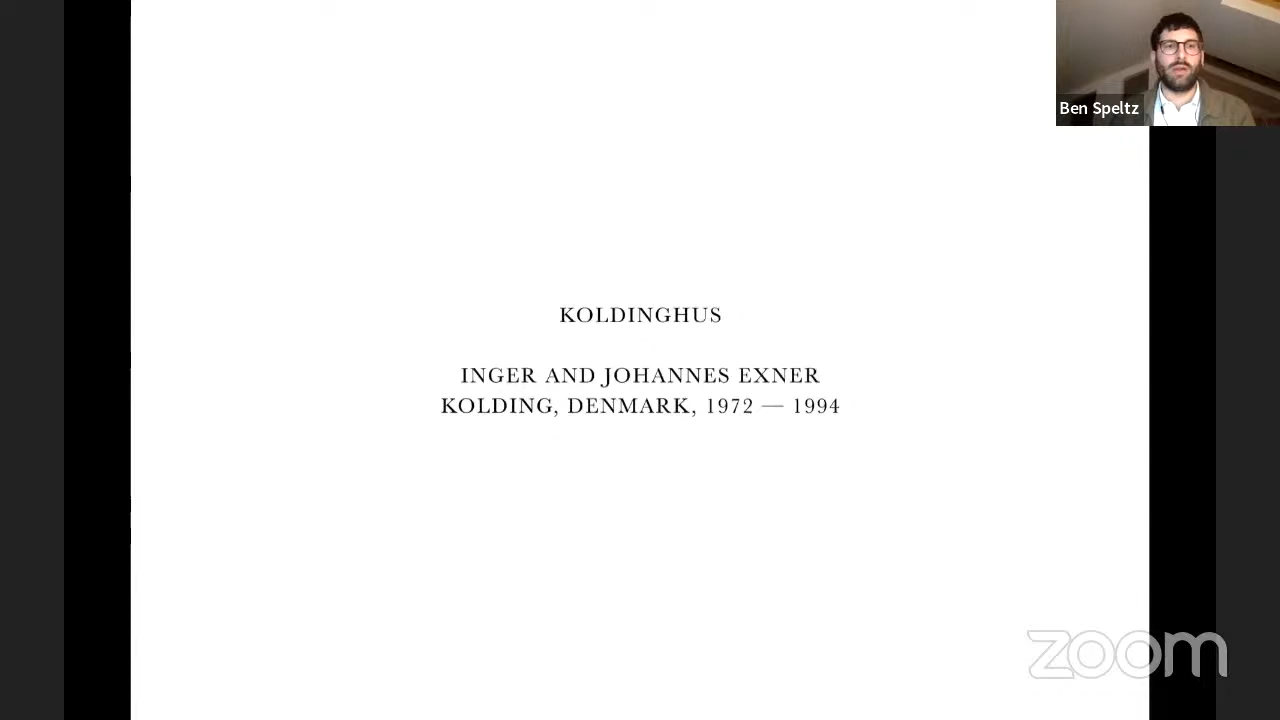 Ben Speltz
KOLDINGHUS
INGER AND JOHANNES EXNER
KOLDING, DENMARK, 1972 — 1994
zoom